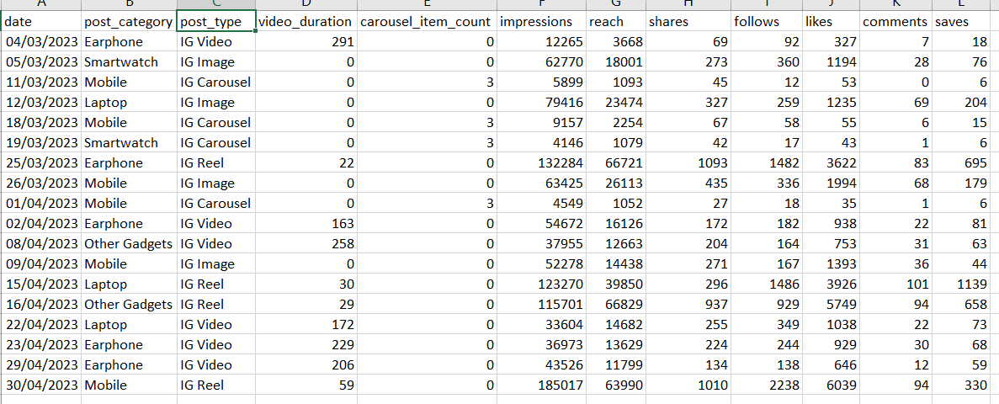 A B C D E F G H I J K L
date post_category post_type video_duration carousel_item_count impressions reach shares follows likes comments saves
04/03/2023 Earphone IG Video 291 0 12265 3668 69 92 327 7 18
05/03/2023 Smartwatch IG Image 0 0 62770 18001 273 360 1194 28 76
11/03/2023 Mobile IG Carousel 0 3 5899 1093 45 12 53 0 6
12/03/2023 Laptop IG Image 0 0 79416 23474 327 259 1235 69 204
18/03/2023 Mobile IG Carousel 0 3 9157 2254 67 58 55 6 15
19/03/2023 Smartwatch IG Carousel 0 3 4146 1079 42 17 43 1 6
25/03/2023 Earphone IG Reel 22 0 132284 66721 1093 1482 3622 83 695
26/03/2023 Mobile IG Image 0 0 63425 26113 435 336 1994 68 179
01/04/2023 Mobile IG Carousel 0 3 4549 1052 27 18 35 1 6
02/04/2023 Earphone IG Video 163 0 54672 16126 172 182 938 22 81
08/04/2023 Other Gadgets IG Video 258 0 37955 12663 204 164 753 31 63
09/04/2023 Mobile IG Image 0 0 52278 14438 271 167 1393 36 44
15/04/2023 Laptop IG Reel 30 0 123270 39850 296 1486 3926 101 1139
16/04/2023 Other Gadgets IG Reel 29 0 115701 66829 937 929 5749 94 658
22/04/2023 Laptop IG Video 172 0 33604 14682 255 349 1038 22 73
23/04/2023 Earphone IG Video 229 0 36973 13629 224 244 929 30 68
29/04/2023 Earphone IG Video 206 0 43526 11799 134 138 646 12 59
30/04/2023 Mobile IG Reel 59 0 185017 63990 1010 2238 6039 94 330